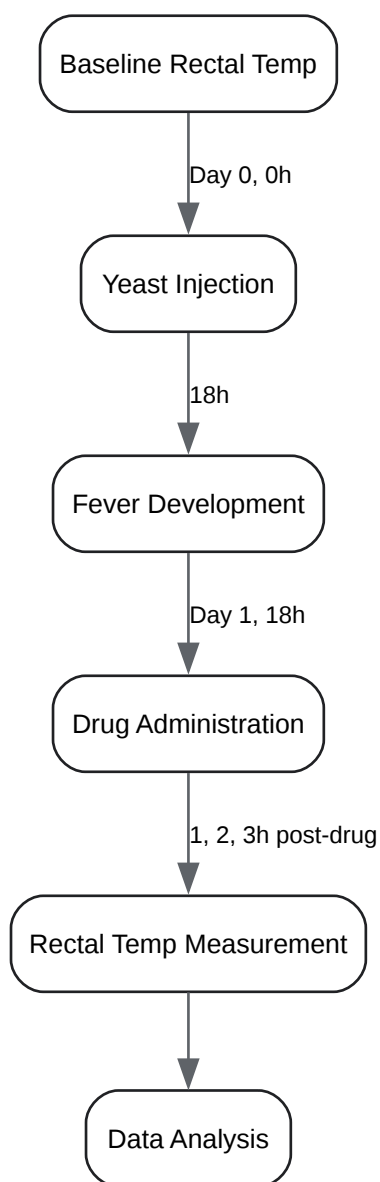 Baseline Rectal Temp
Day 0, 0h
Yeast Injection
18h
Fever Development
Day 1, 18h
Drug Administration
1, 2, 3h post-drug
Rectal Temp Measurement
Data Analysis